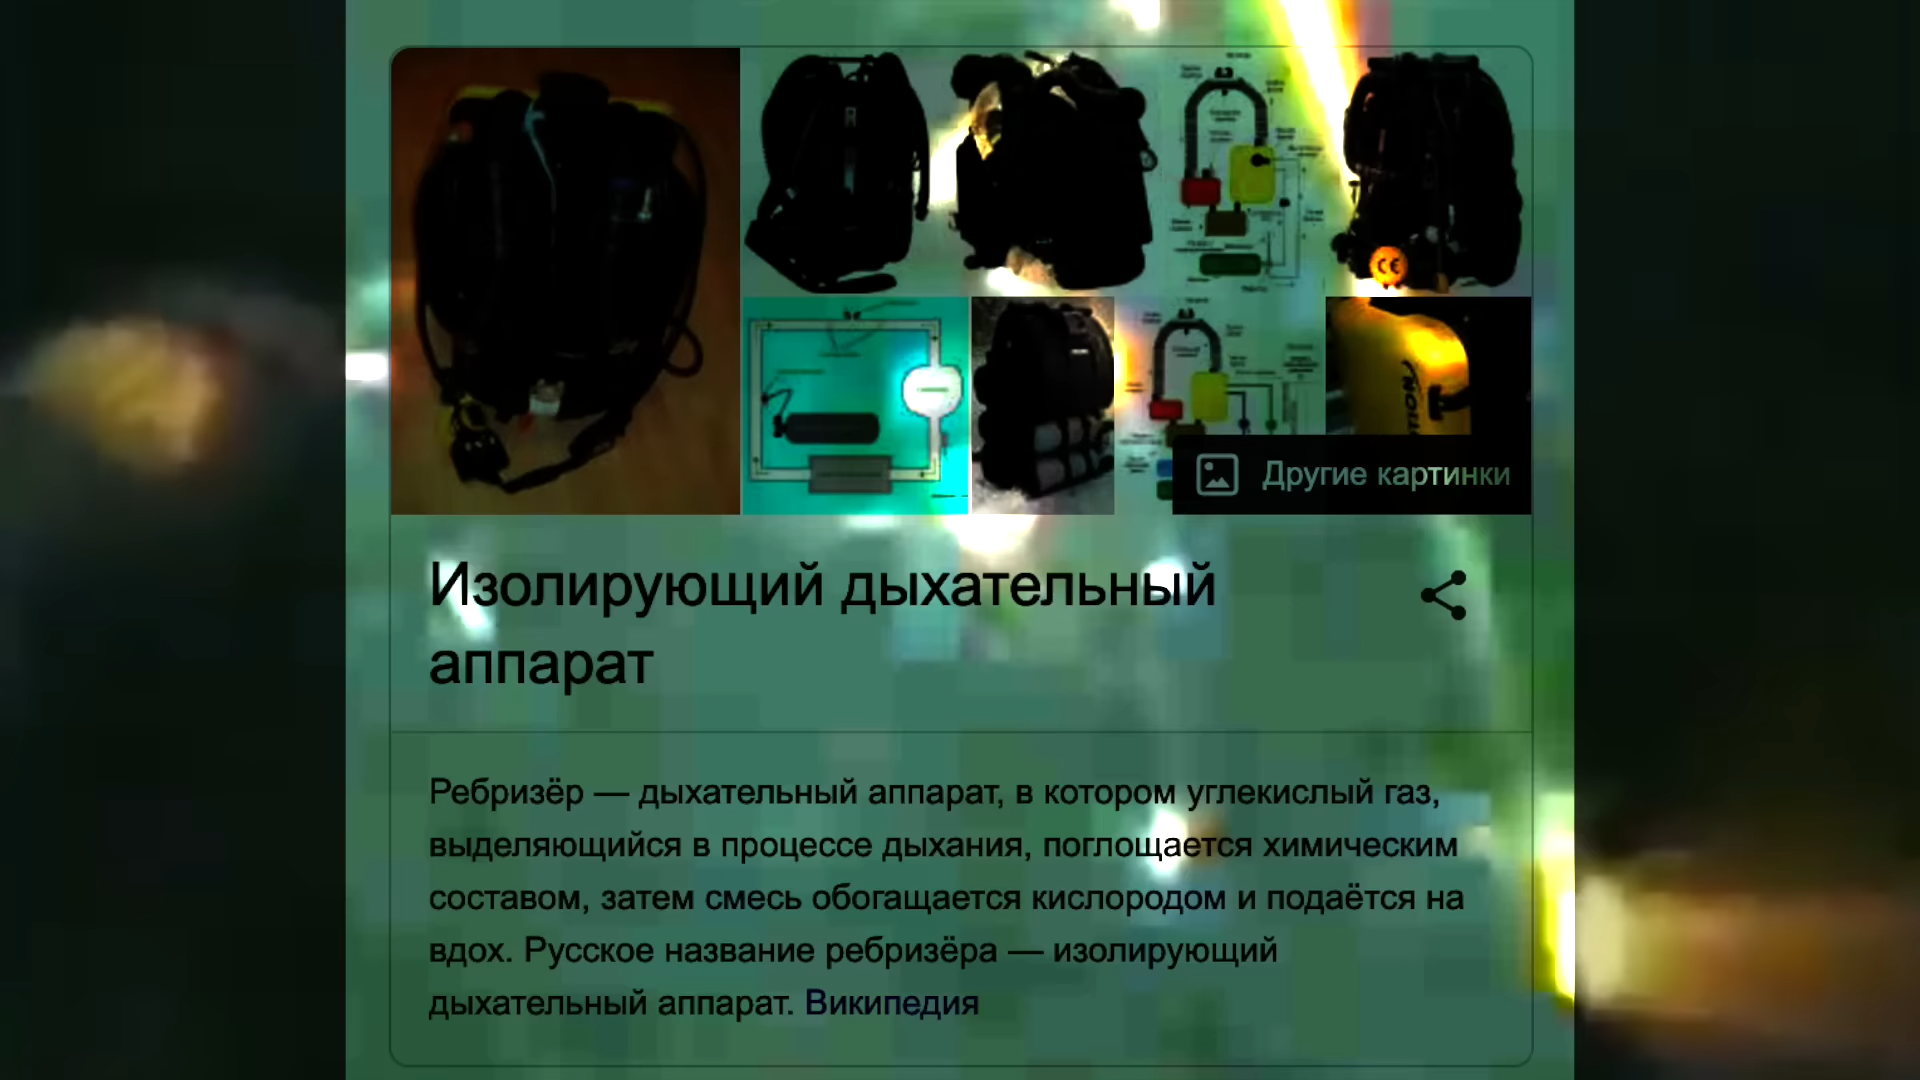 R
CE
Другие картинки
Изолирующий дыхательный
аппарат
Ребризёр — дыхательный аппарат, в котором углекислый газ,
выделяющийся в процессе дыхания, поглощается химическим
составом, затем смесь обогащается кислородом и подаётся на
вдох. Русское название ребризёра — изолирующий
дыхательный аппарат. Википедия